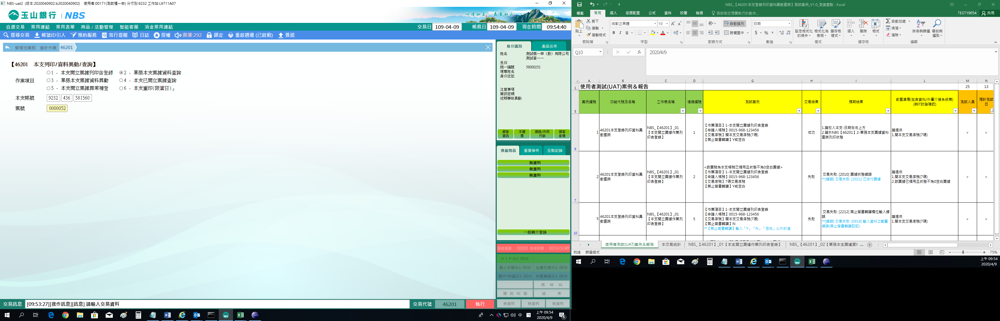 NBS-uat2 (版本:2020040902.b2020040902) 使用者:00171(測試櫃一幸) 分行別:9232 工作站:L9711A07
玉山銀行 | NBS
心清如玉，義重如山。
自選交易 常用連結 常用表單 商品 / 活動管理 智能客服 消金常用連結
交易日 109-04-09 帳務日 109-04-09 現在時間 09:54:40
搜尋交易 帳號ID引入 預約服務 蒞行提醒 日誌 授權 廣播:292 鎖定 重啟週邊 (已啟動) 簽退
管理性業務 會計作業 46201
【46201 本支列印/資料異動/查詢】
作業項目
1 - 本支開立票據列印含登錄
2 - 單張本支票據資料查詢
3 - 單張本支票據資料異動
4 - 本支已開立票據查詢
5 - 本支開立票據異常補登
6 - 本支重印(限當日)」
本支帳號 9232 436 581560
票號 0000052
身分識別 產品往來
姓名 測試張一申（股）有限公司
測試黃一一
生日
統一編號 58000252
理專姓名
身分註記
注意事項
簡訊密碼
近期事故異動
顧客資訊 手續費 通路/共同行銷 顧客影像
推薦商品 重要事件 互動記錄
無資料
無資料
無資料
一般轉介登錄
服務號碼： 0000 等候時間： 00分00秒
ＶＩＰ:0人 00分
個人交易:0人 00分 企業交易:0人 00分
開戶/申請:0人 00分 外匯業務:0人 00分
再 呼 叫
預 約 叫 號 結 束
無資料 無資料 無資料
交易訊息 [09:53:27][操作訊息][訊息] 請輸入交易資料 交易代號 46201 執行
中
上午 09:54
2020/4/9
6
NBS_【46201本支登錄列印資料異動查詢】測試案例_V1.0_測資盤點 - Excel
檔案 常用 插入 版面配置 公式 資料 校閱 檢視 告訴我您想要執行的動作... TEST19054 共用
貼上 剪下 複製 複製格式 剪貼簿
微軟正黑體 10 B I U 字型
自動換列 跨欄置中 對齊方式
日期 $ % 數值
設定格式化的條件 格式化為表格 儲存格樣式 樣式
插入 刪除 格式 儲存格
自動加總 填滿 清除 排序與篩選 尋找與選取 編輯
Q10 fx 2020/4/9
A B C D G H I L M N
1 使用者測試(UAT)案例＆報告 25 13
5 案例編號 功能代號及名稱 工作表名稱 情境編號 測試案例 交易結果 預期結果 前置準備(包含資料/外圍介接系統等)(與IT討論確認) 測試人員 預計測試日
6
1
46201本支登錄列印資料異動查詢
NBS_【46201】_01【本支開立票據作業列印含登錄】
1
【作業項目】1-本支開立票據列印含登錄
【申請人帳號】0015-968-123456
【交易序號】開本支交易序號(7碼)
【禁止背書轉讓】Y或空白
成功
1.請放入本支-日期在右上方
2.請於NBS【46201】2-單張本支票據資料查詢列印狀態
請提供
1.開本支交易序號(7碼)
v v
7
2
46201本支登錄列印資料異動查詢
NBS_【46201】_01【本支開立票據作業列印含登錄】
2
<該票號為本支帳號已領用且狀態不為0空白票據>
【作業項目】1-本支開立票據列印含登錄
【申請人帳號】0015-968-123456
【交易序號】7碼交易序號
【禁止背書轉讓】Y或空白
失敗
交易失敗: [2010] 票據狀態錯誤
**[錯誤] 交易失敗: [2021] 已兌付票據
請提供
1.開本支交易序號(7碼)
2.該票據已領用且狀態不為0空白票據
v v
10
5
46201本支登錄列印資料異動查詢
NBS_【46201】_01【本支開立票據作業列印含登錄】
5
【作業項目】1-本支開立票據列印含登錄
【申請人帳號】0015-968-123456
【交易序號】開本支交易序號(7碼)
【禁止背書轉讓】N
**【禁止背書轉讓】輸入「Y」「N」「空白」以外的值
失敗
交易失敗: [2212] 禁止背書轉讓欄位輸入錯誤
**[錯誤] 交易失敗: [0918] 輸入資料之範圍錯誤(禁止背書轉讓註記)
請提供
1.開本支交易序號(7碼)
v v
使用者測試(UAT)案例＆報告 本交易統計 NBS_【46201】_01【本支開立票據作業列印含登錄】 NBS_【46201】_02【單張本支票據資料 ...
就緒 篩選模式 75%
上午 09:54
2020/4/9